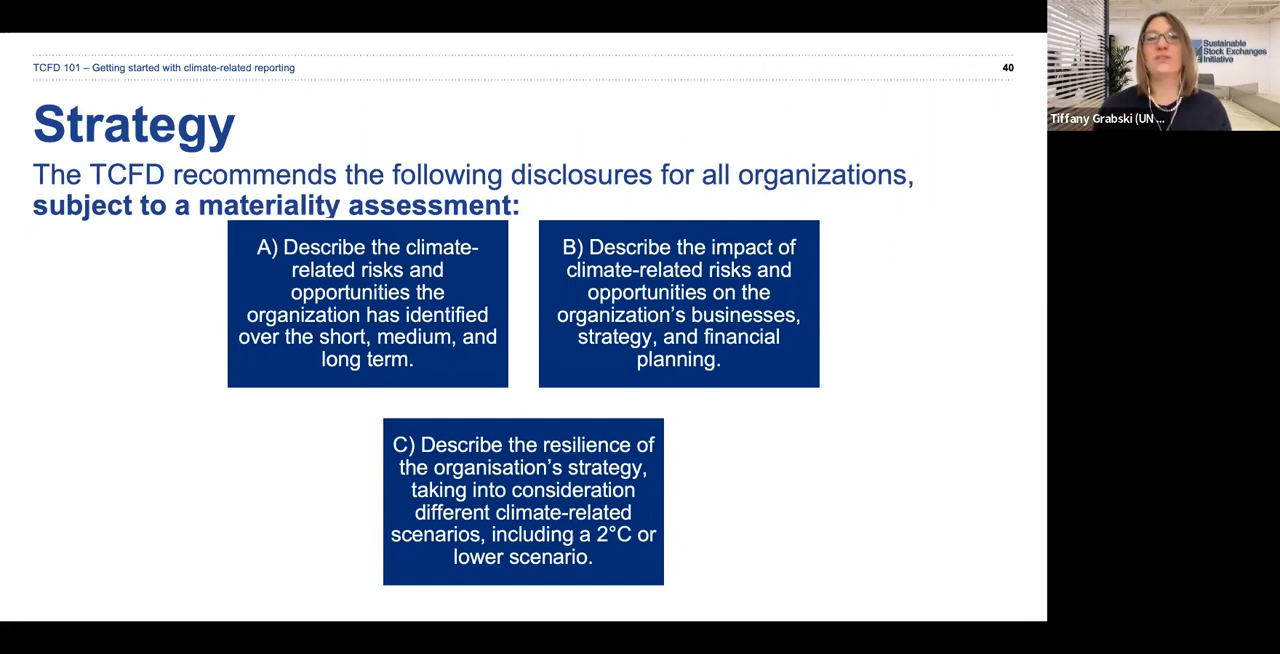 TCFD 101 – Getting started with climate-related reporting
40
Strategy
The TCFD recommends the following disclosures for all organizations,
subject to a materiality assessment:
A) Describe the climate-
related risks and
opportunities the
organization has identified
over the short, medium, and
long term.
B) Describe the impact of
climate-related risks and
opportunities on the
organization’s businesses,
strategy, and financial
planning.
C) Describe the resilience of
the organisation’s strategy,
taking into consideration
different climate-related
scenarios, including a 2°C or
lower scenario.
Sustainable
Stock Exchanges
Initiative
Tiffany Grabski (UN ...